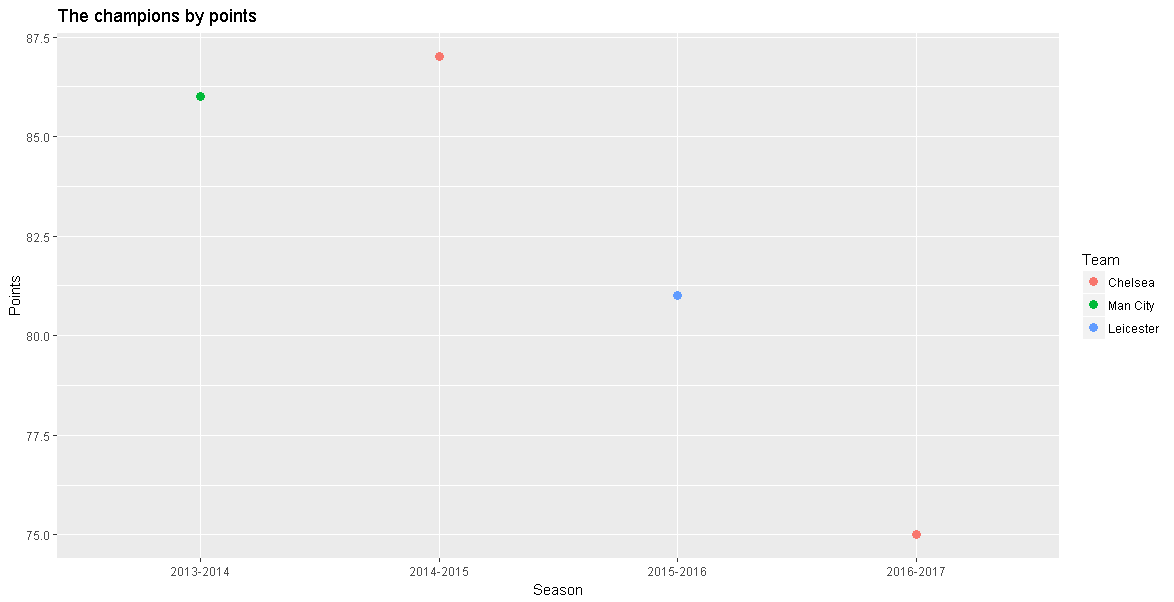 The champions by points
87.5
85.0
82.5
80.0
77.5
75.0
Points
2013-2014
2014-2015
2015-2016
2016-2017
Season
Team
Chelsea
Man City
Leicester